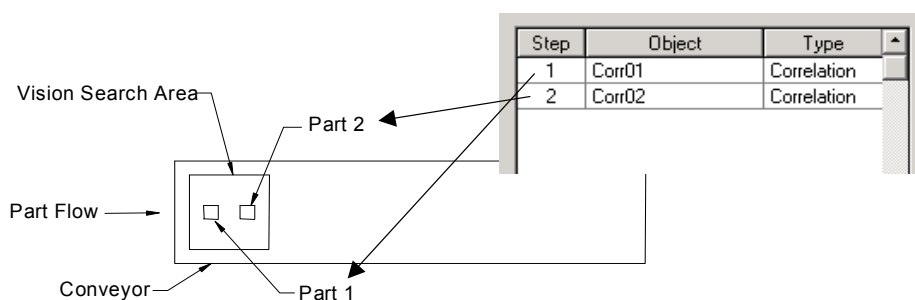 Step Object Type
1 Corr01 Correlation
2 Corr02 Correlation
Vision Search Area
Part 2
Part Flow
Conveyor
Part 1